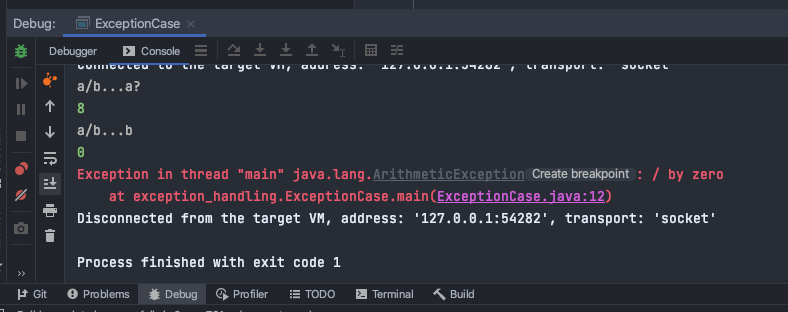 Debug: ExceptionCase
Debugger Console
Connected to the target VM, address: '127.0.0.1:54282', transport: 'socket'
a/b...a?
8
a/b...b
0
Exception in thread "main" java.lang.ArithmeticException Create breakpoint : / by zero
at exception_handling.ExceptionCase.main(ExceptionCase.java:12)
Disconnected from the target VM, address: '127.0.0.1:54282', transport: 'socket'
Process finished with exit code 1
Git Problems Debug Profiler TODO Terminal Build